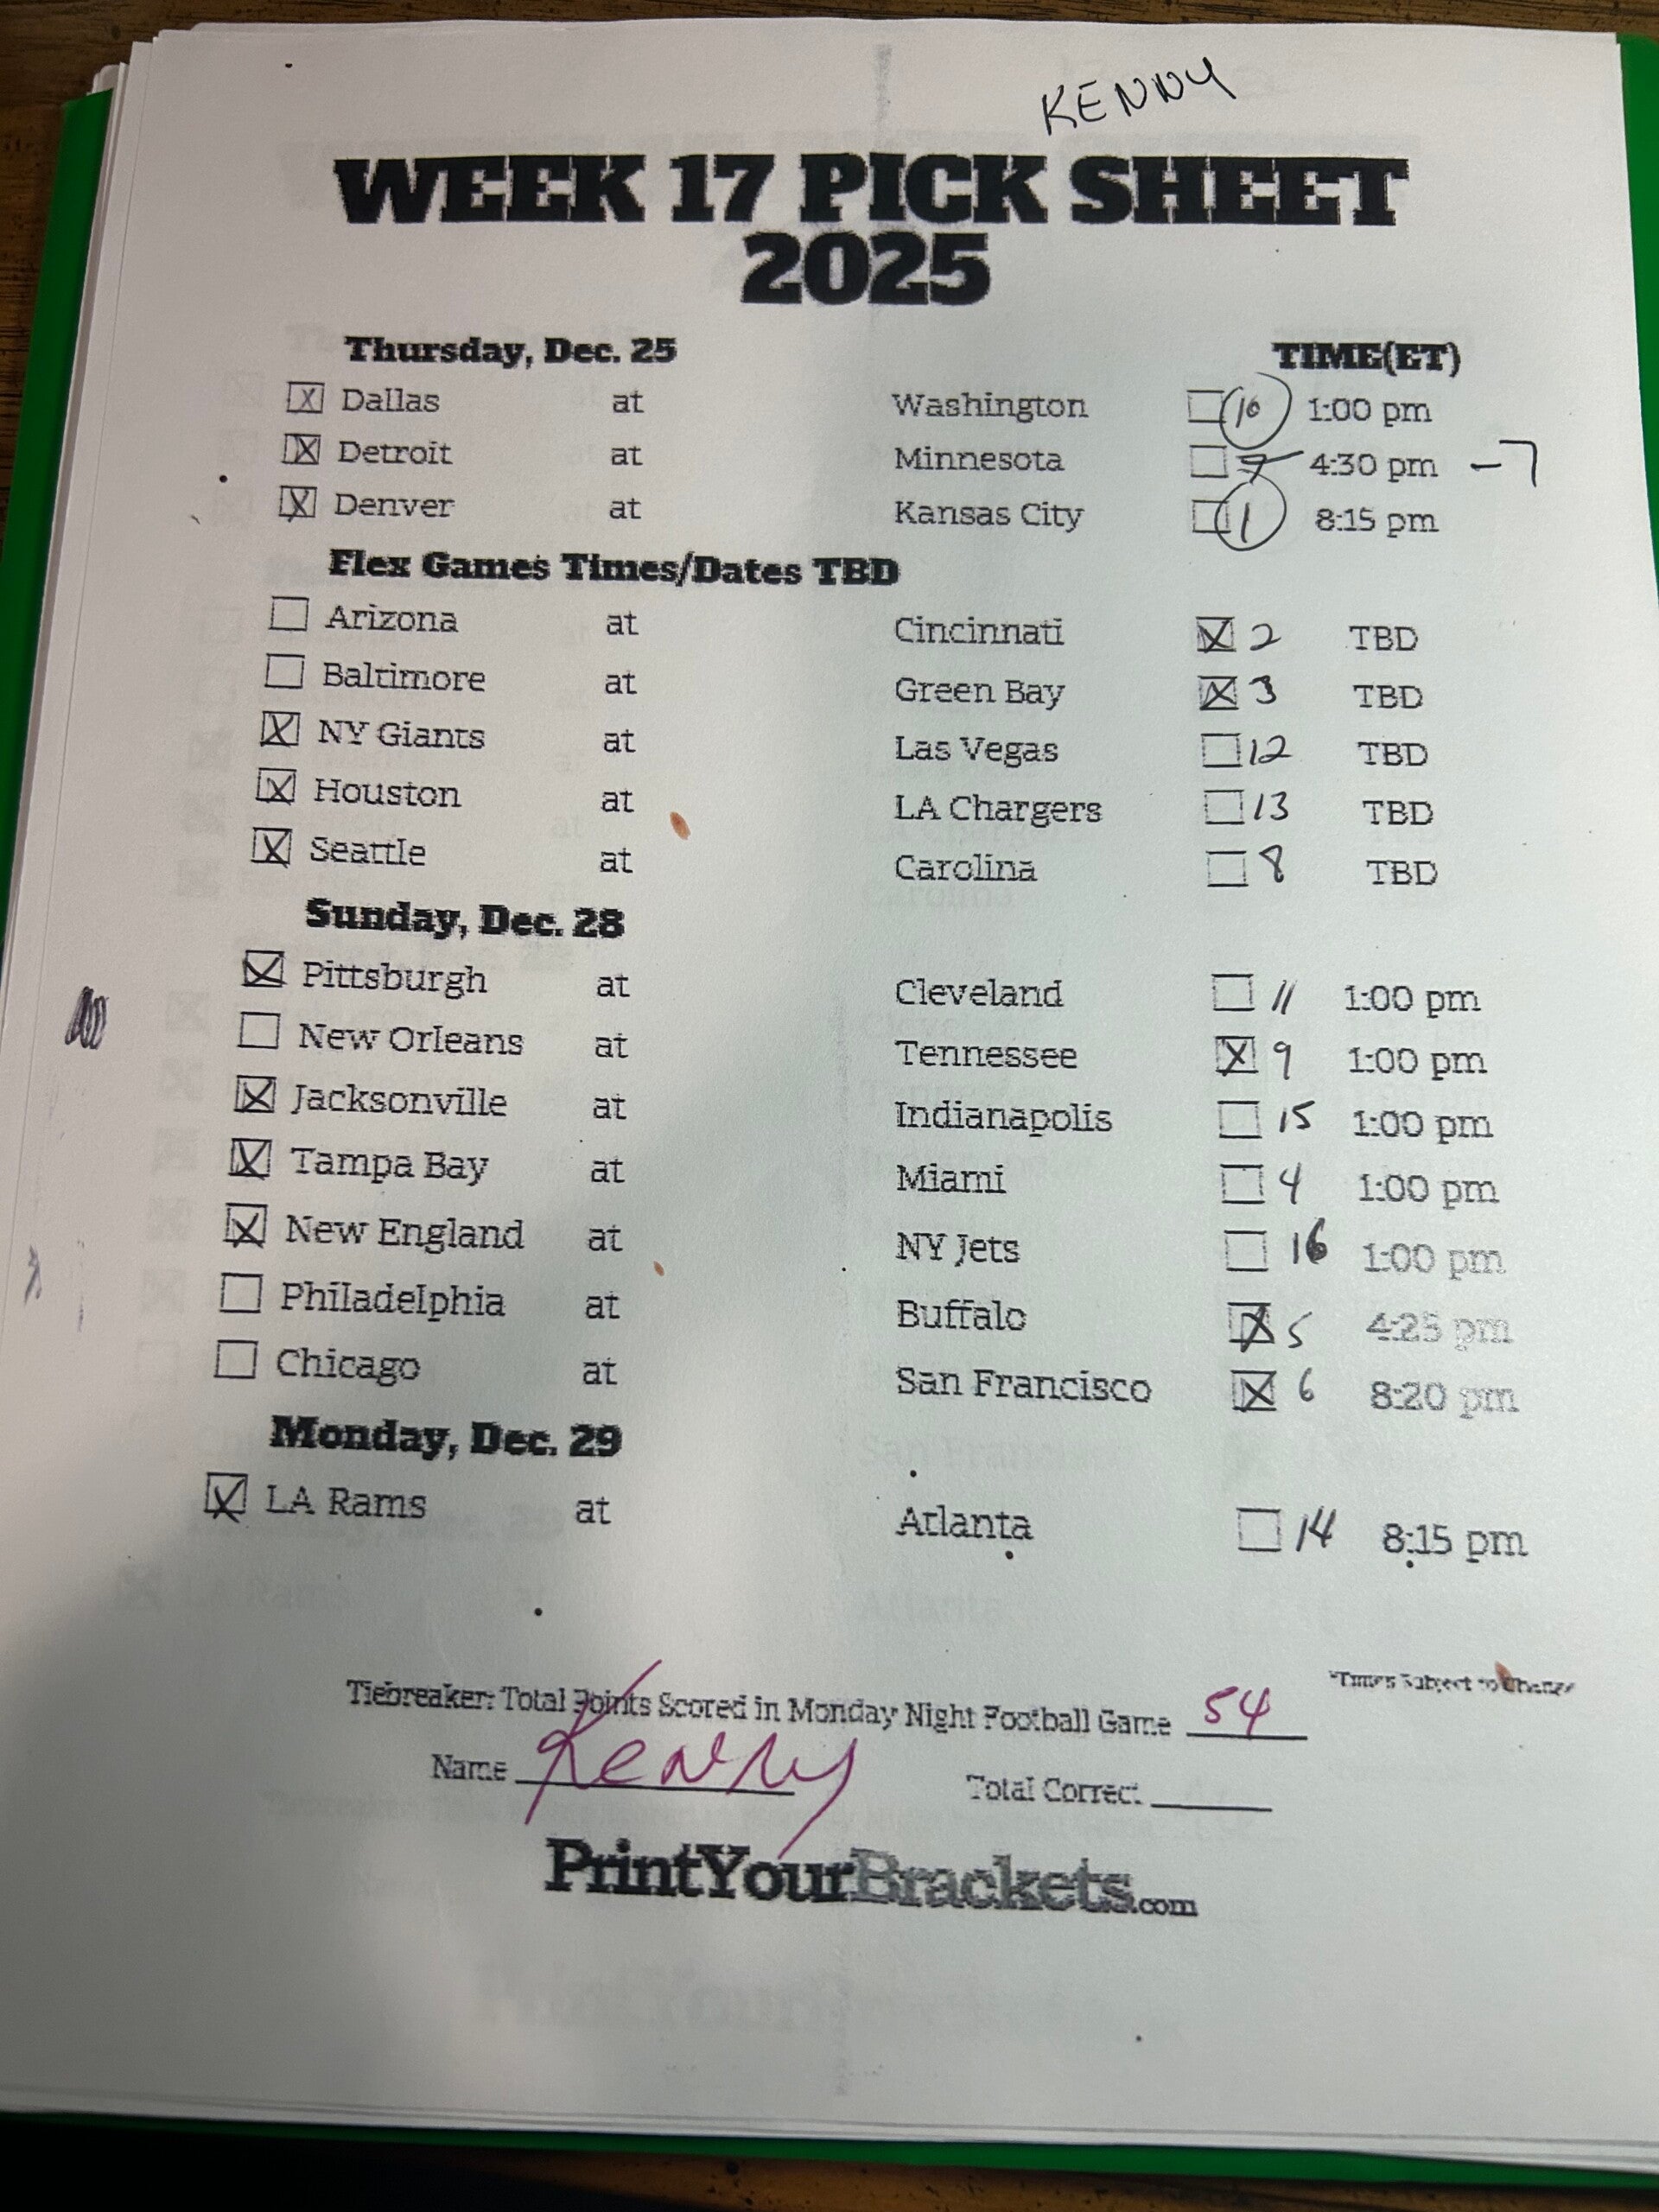 KENNY
WEEK 17 PICK SHEET
2025
Thursday, Dec. 25 TIME(ET)
X Dallas at Washington 10 1:00 pm
X Detroit at Minnesota 7 4:30 pm -7
X Denver at Kansas City 1 8:15 pm
Flex Games Times/Dates TBD
Arizona at Cincinnati X 2 TBD
Baltimore at Green Bay X 3 TBD
X NY Giants at Las Vegas 12 TBD
X Houston at LA Chargers 13 TBD
X Seattle at Carolina 8 TBD
Sunday, Dec. 28
X Pittsburgh at Cleveland 11 1:00 pm
New Orleans at Tennessee X 9 1:00 pm
X Jacksonville at Indianapolis 15 1:00 pm
X Tampa Bay at Miami 4 1:00 pm
X New England at NY Jets 16 1:00 pm
Philadelphia at Buffalo X 5 4:25 pm
Chicago at San Francisco X 6 8:20 pm
Monday, Dec. 29
X LA Rams at Atlanta 14 8:15 pm
*Times Subject to Change
Tiebreaker: Total Points Scored in Monday Night Football Game 54
Name Kenny Total Correct
PrintYourBrackets.com